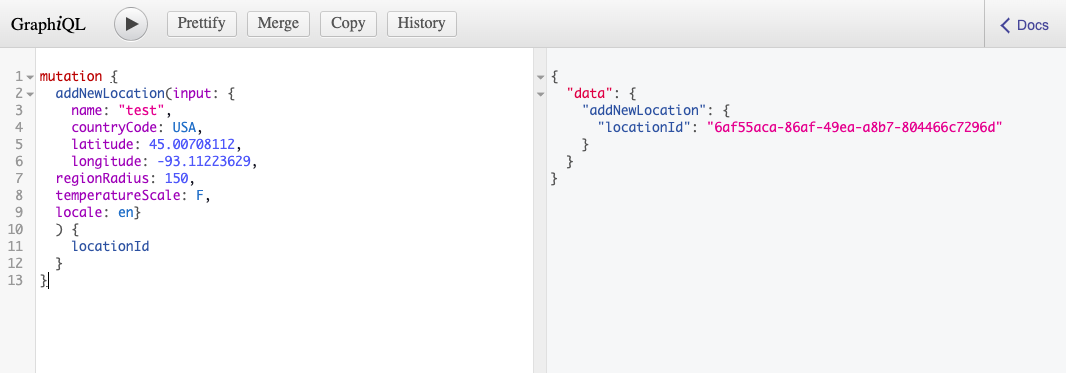 GraphiQL Prettify Merge Copy History Docs
1 mutation {
2 addNewLocation(input: {
3 name: "test",
4 countryCode: USA,
5 latitude: 45.00708112,
6 longitude: -93.11223629,
7 regionRadius: 150,
8 temperatureScale: F,
9 locale: en}
10 ) {
11 locationId
12 }
13 }
{
"data": {
"addNewLocation": {
"locationId": "6af55aca-86af-49ea-a8b7-804466c7296d"
}
}
}